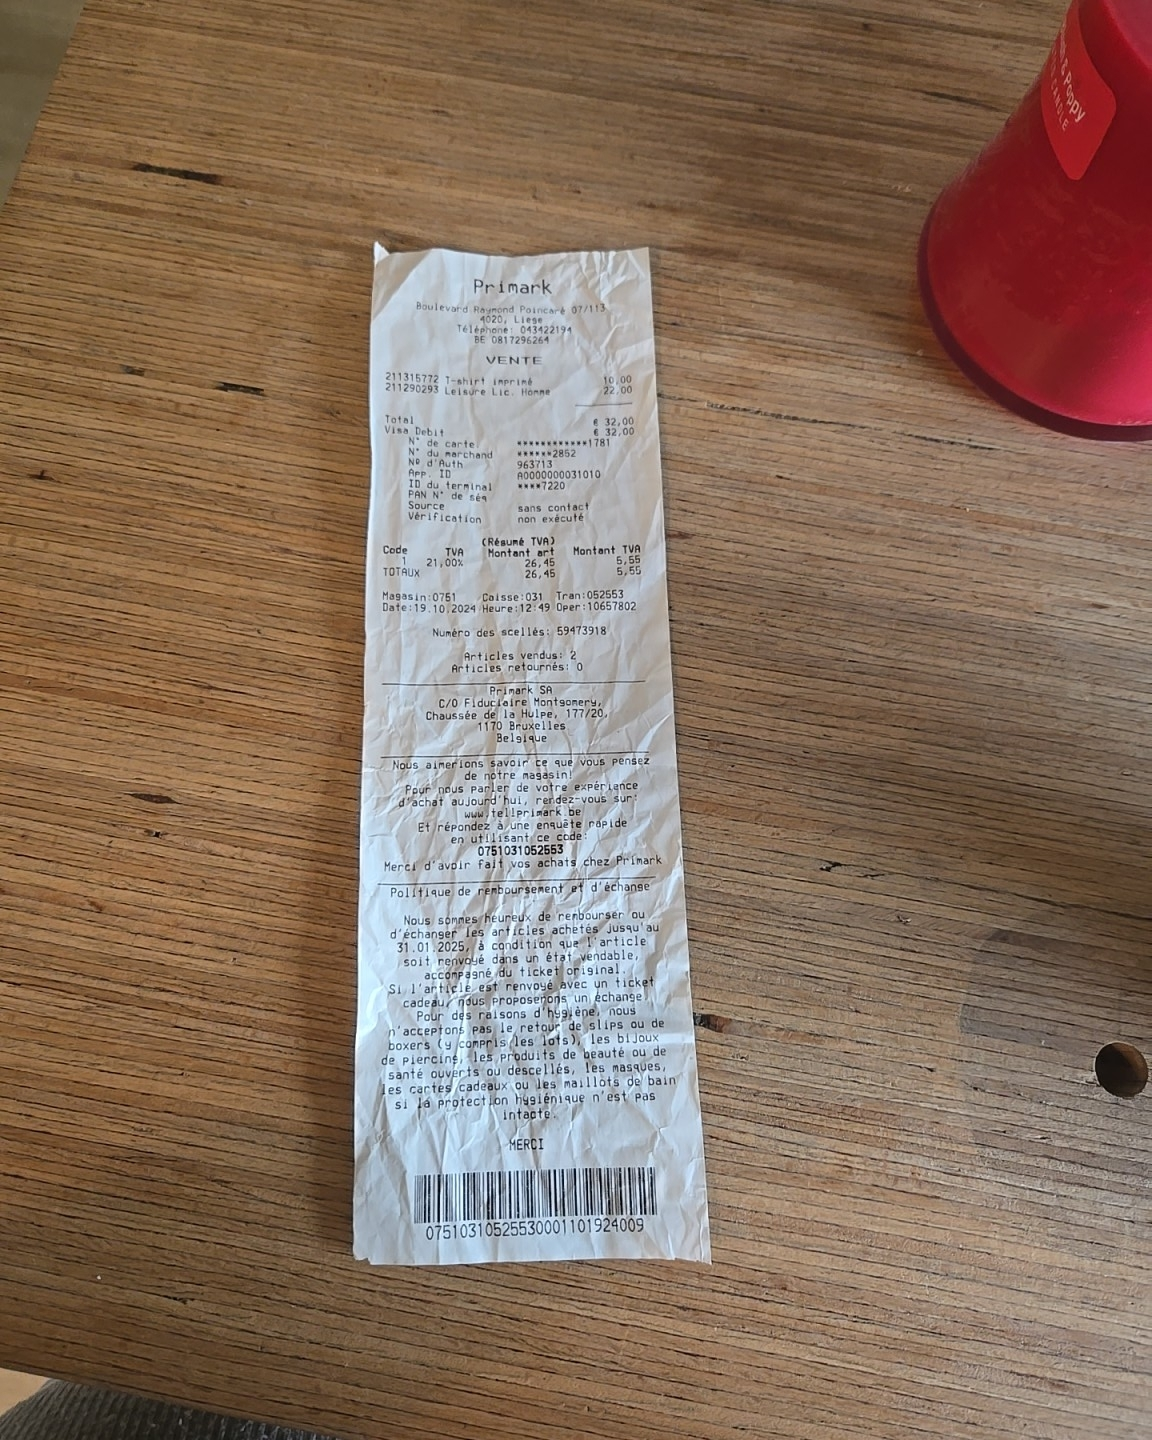 & Poppy
CANDLE
Primark
Boulevard Raymond Poincaré 07/113
4020, Liege
Téléphone: 043422194
BE 0817296264
VENTE
211315772 T-shirt imprimé 10,00
211290293 Leisure Lic. Homme 22,00
Total € 32,00
Visa Debit € 32,00
N° de carte ************1781
N° du marchand ******2852
Nº d'Auth 963713
App. ID A0000000031010
ID du terminal ****7220
PAN N° de séq
Source sans contact
Vérification non exécuté
(Résumé TVA)
Code TVA Montant art Montant TVA
1 21,00% 26,45 5,55
TOTAUX 26,45 5,55
Magasin:0751 Caisse:031 Tran:052553
Date:19.10.2024 Heure:12:49 Oper:10657802
Numéro des scellés: 59473918
Articles vendus: 2
Articles retournés: 0
Primark SA
C/O Fiduciaire Montgomery,
Chaussée de la Hulpe, 177/20,
1170 Bruxelles
Belgique
Nous aimerions savoir ce que vous pensez
de notre magasin!
Pour nous parler de votre expérience
d'achat aujourd'hui, rendez-vous sur:
www.tellprimark.be
Et répondez à une enquête rapide
en utilisant ce code:
0751031052553
Merci d'avoir fait vos achats chez Primark
Politique de remboursement et d'échange
Nous sommes heureux de rembourser ou
d'échanger les articles achetés jusqu'au
31.01.2025, à condition que l'article
soit renvoyé dans un état vendable,
accompagné du ticket original.
Si l'article est renvoyé avec un ticket
cadeau, nous proposerons un échange
Pour des raisons d'hygiène, nous
n'acceptons pas le retour de slips ou de
boxers (y compris les lots), les bijoux
de piercing, les produits de beauté ou de
santé ouverts ou descellés, les masques,
les cartes cadeaux ou les maillots de bain
si la protection hygiénique n'est pas
intacte.
MERCI
07510310525530001101924009